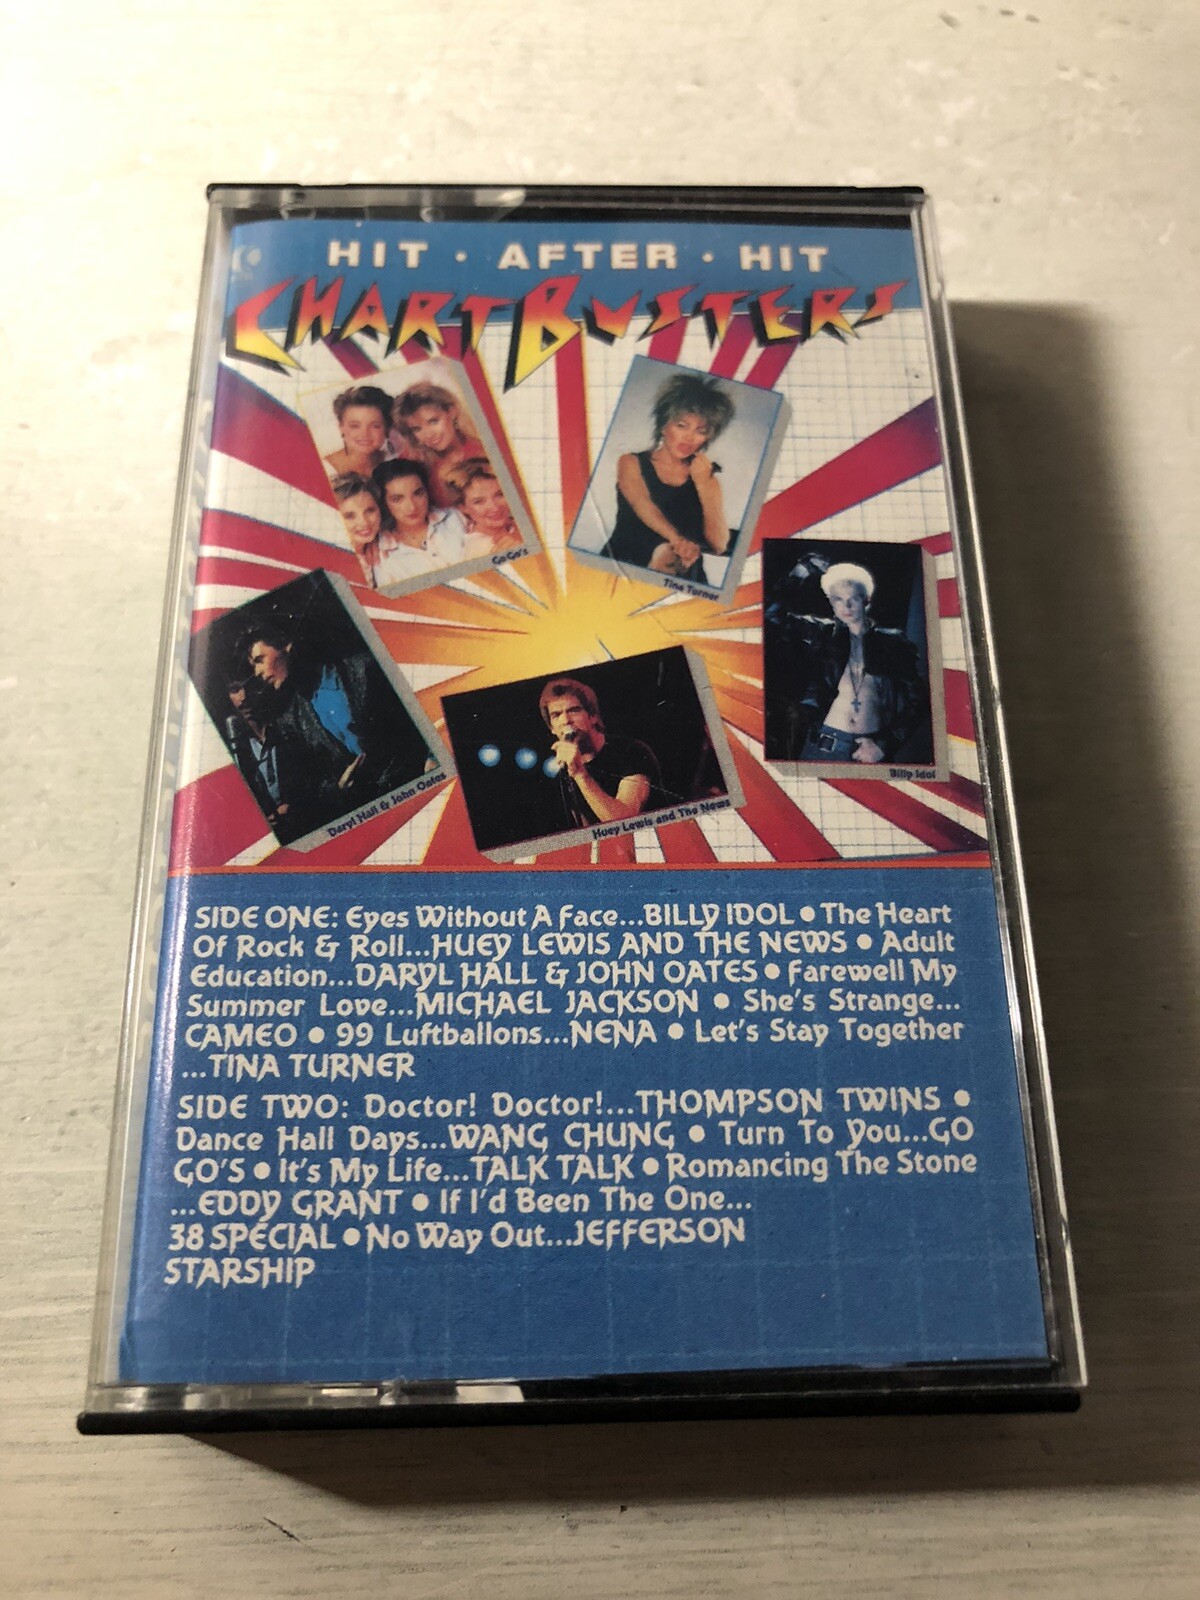 HIT • AFTER • HIT
CHARTBUSTERS
Go Go's
Tina Turner
Billy Idol
Daryl Hall & John Oates
Huey Lewis and The News
SIDE ONE: Eyes Without A Face...BILLY IDOL • The Heart
Of Rock & Roll...HUEY LEWIS AND THE NEWS • Adult
Education...DARYL HALL & JOHN OATES • Farewell My
Summer Love...MICHAEL JACKSON • She's Strange...
CAMEO • 99 Luftballons...NENA • Let's Stay Together
...TINA TURNER
SIDE TWO: Doctor! Doctor!...THOMPSON TWINS •
Dance Hall Days...WANG CHUNG • Turn To You...GO
GO'S • It's My Life...TALK TALK • Romancing The Stone
...EDDY GRANT • If I'd Been The One...
38 SPECIAL • No Way Out...JEFFERSON
STARSHIP